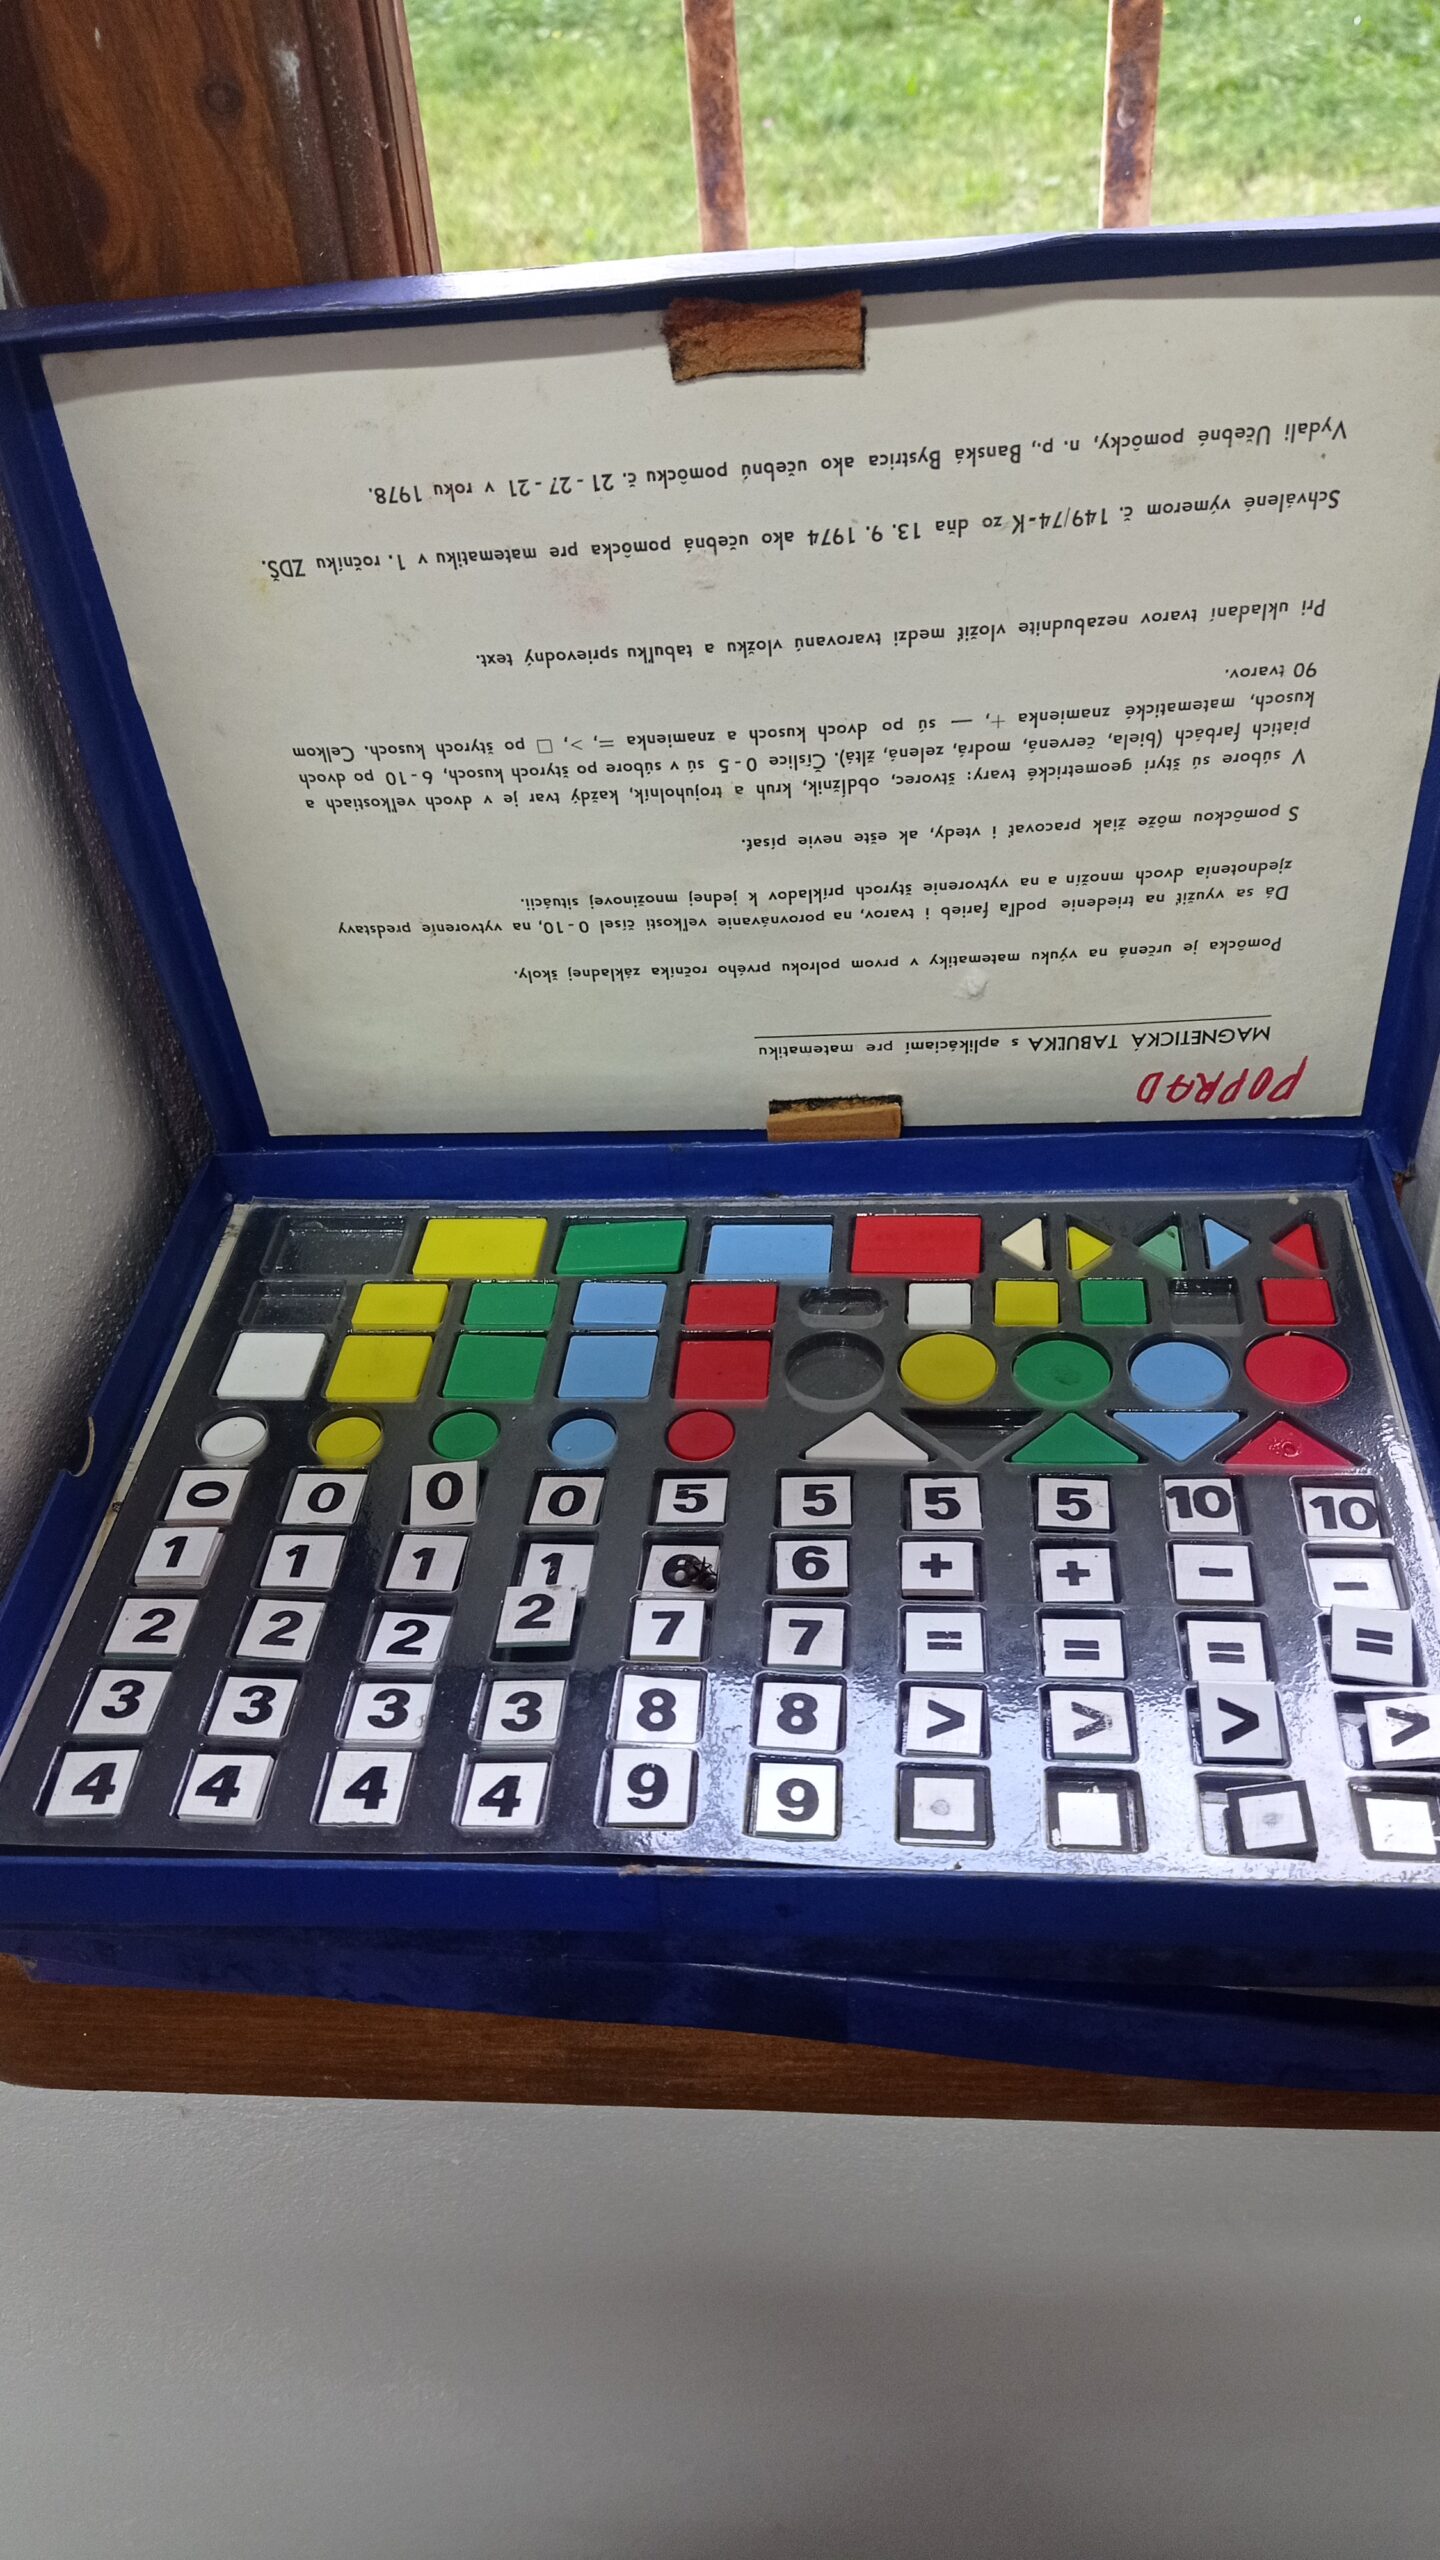 POPRAD
MAGNETICKÁ TABUĽKA s aplikáciami pre matematiku
Pomôcka je určená na výuku matematiky v prvom polroku prvého ročníka základnej školy.
Dá sa využiť na triedenie podľa farieb i tvarov, na porovnávanie veľkosti čísel 0-10, na vytvorenie predstavy
zjednotenia dvoch množín a na vytvorenie štyroch príkladov k jednej množinovej situácii.
S pomôckou môže žiak pracovať i vtedy, ak ešte nevie písať.
V súbore sú štyri geometrické tvary: štvorec, obdĺžnik, kruh a trojuholník, každý tvar je v dvoch veľkostiach a
piatich farbách (biela, červená, modrá, zelená, žltá). Číslice 0-5 sú v súbore po štyroch kusoch, 6-10 po dvoch
kusoch, matematické znamienka +, — sú po dvoch kusoch a znamienka =, >, □ po štyroch kusoch. Celkom
90 tvarov.
Pri ukladaní tvarov nezabudnite vložiť medzi tvarovanú vložku a tabuľku sprievodný text.
Schválené výmerom č. 149/74-K zo dňa 13. 9. 1974 ako učebná pomôcka pre matematiku v 1. ročníku ZDŠ.
Vydali Učebné pomôcky, n. p., Banská Bystrica ako učebnú pomôcku č. 21-27-21 v roku 1978.
0 0 0 0 5 5 5 5 10 10
1 1 1 1 6 6 + + - -
2 2 2 2 7 7 = = = =
3 3 3 3 8 8 > > > >
4 4 4 4 9 9 □ □ □ □